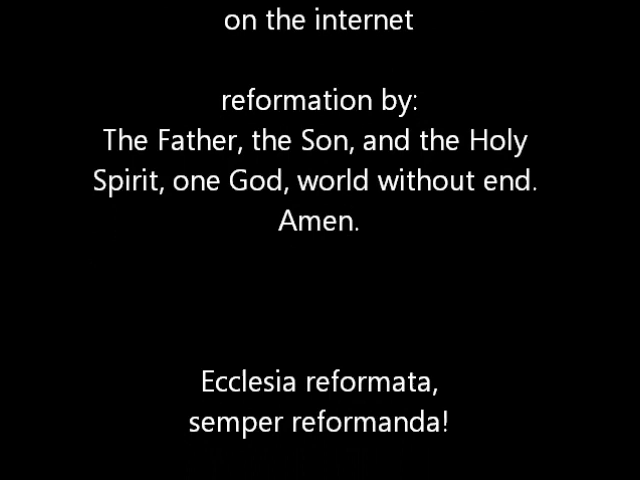 on the internet
reformation by:
The Father, the Son, and the Holy
Spirit, one God, world without end.
Amen.
Ecclesia reformata,
semper reformanda!